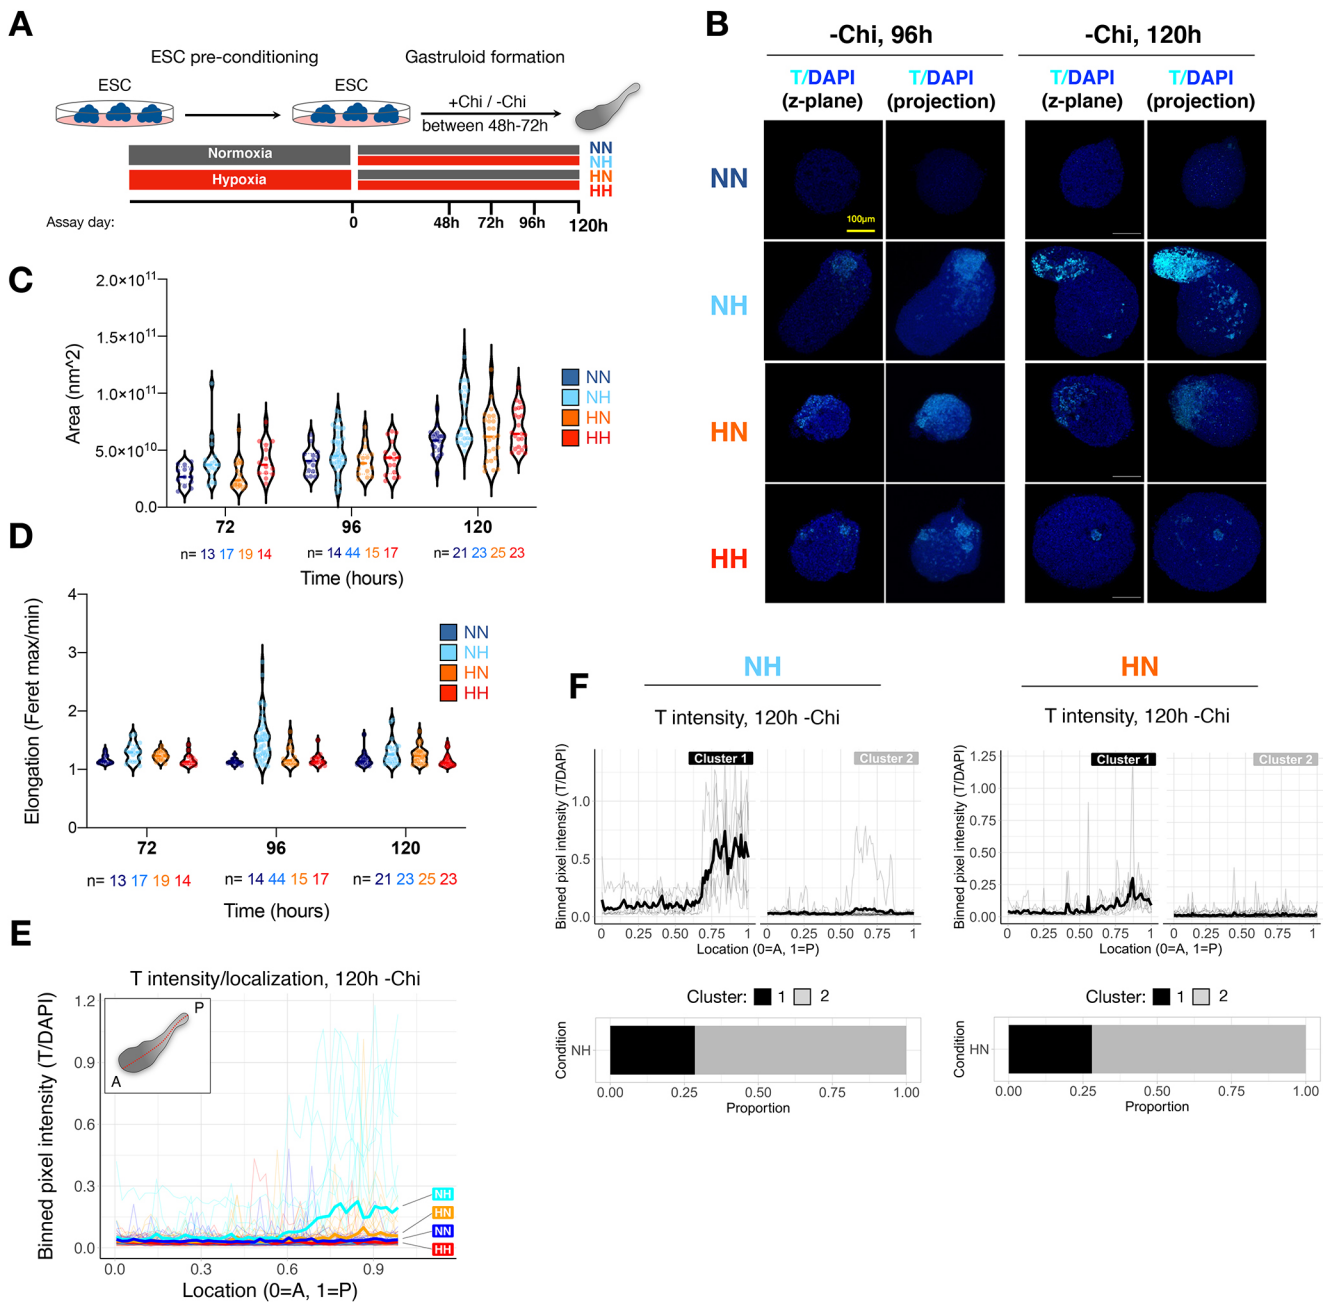 A
ESC pre-conditioning
Gastruloid formation
ESC
ESC
+Chi / -Chi
between 48h-72h
Normoxia
Hypoxia
NN
NH
HN
HH
Assay day:
0
48h
72h
96h
120h
B
-Chi, 96h
-Chi, 120h
T/DAPI
(z-plane)
T/DAPI
(projection)
T/DAPI
(z-plane)
T/DAPI
(projection)
NN
100µm
NH
HN
HH
C
Area (nm^2)
2.0×10¹¹
1.5×10¹¹
1.0×10¹¹
5.0×10¹⁰
0.0
72
96
120
n= 13 17 19 14
n= 14 44 15 17
n= 21 23 25 23
Time (hours)
NN
NH
HN
HH
D
Elongation (Feret max/min)
4
3
2
1
0
72
96
120
n= 13 17 19 14
n= 14 44 15 17
n= 21 23 25 23
Time (hours)
NN
NH
HN
HH
E
T intensity/localization, 120h -Chi
Binned pixel intensity (T/DAPI)
1.2
0.9
0.6
0.3
0.0
P
A
NH
HN
NN
HH
0.0
0.3
0.6
0.9
Location (0=A, 1=P)
F
NH
T intensity, 120h -Chi
Binned pixel intensity (T/DAPI)
1.0
0.5
0.0
Cluster 1
Cluster 2
0 0.25 0.50 0.75 1
0 0.25 0.50 0.75 1
Location (0=A, 1=P)
Cluster: 1 2
Condition
NH
0.00 0.25 0.50 0.75 1.00
Proportion
HN
T intensity, 120h -Chi
Binned pixel intensity (T/DAPI)
1.25
1.00
0.75
0.50
0.25
0.00
Cluster 1
Cluster 2
0 0.25 0.50 0.75 1
0 0.25 0.50 0.75 1
Location (0=A, 1=P)
Cluster: 1 2
Condition
HN
0.00 0.25 0.50 0.75 1.00
Proportion